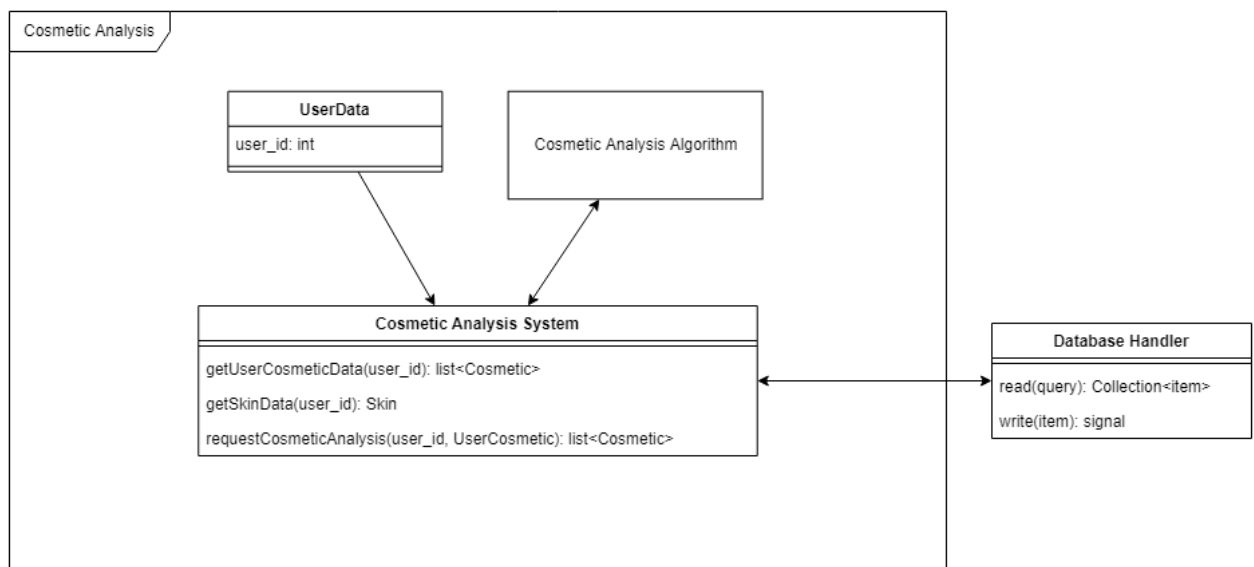 Cosmetic Analysis
UserData
user_id: int
Cosmetic Analysis Algorithm
Cosmetic Analysis System
getUserCosmeticData(user_id): list<Cosmetic>
getSkinData(user_id): Skin
requestCosmeticAnalysis(user_id, UserCosmetic): list<Cosmetic>
Database Handler
read(query): Collection<item>
write(item): signal